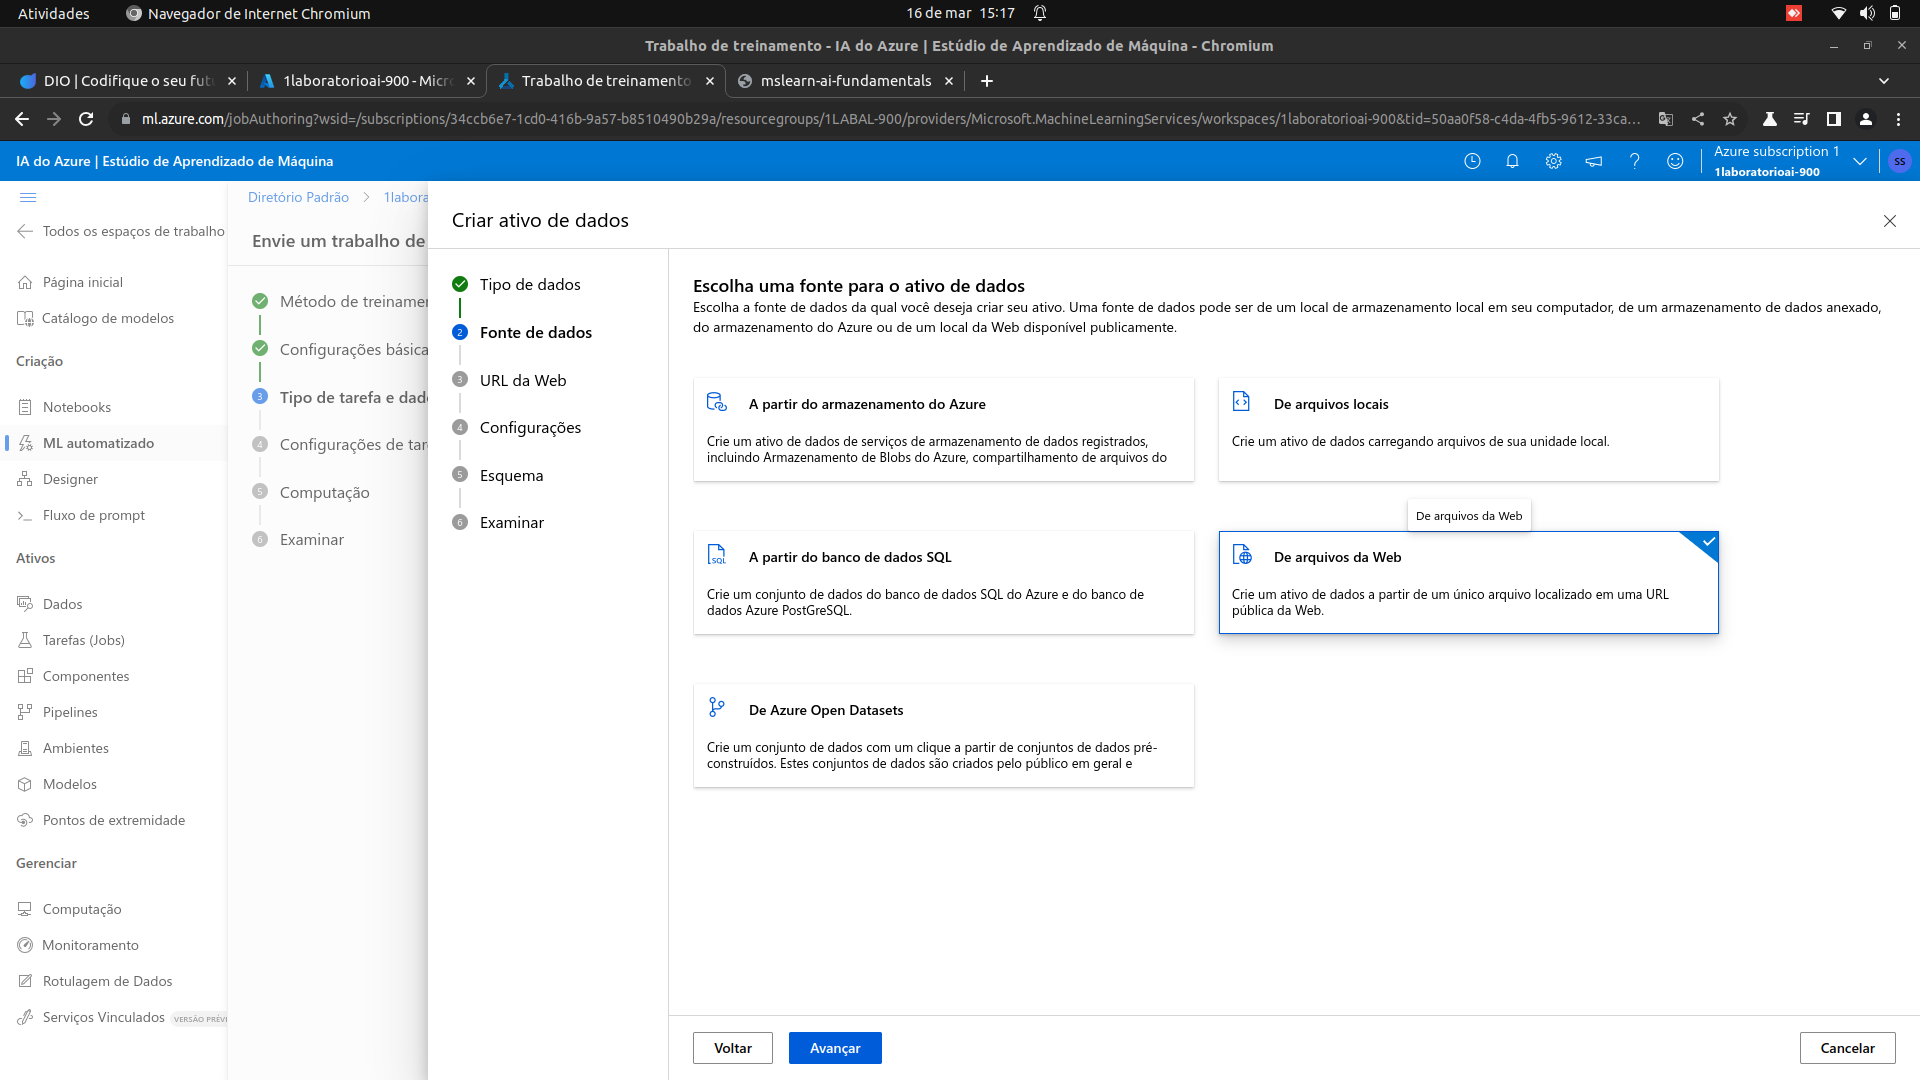 Atividades
Navegador de Internet Chromium
16 de mar 15:17
Trabalho de treinamento - IA do Azure | Estúdio de Aprendizado de Máquina - Chromium
DIO | Codifique o seu futu
1laboratorioai-900 - Micro
Trabalho de treinamento
mslearn-ai-fundamentals
ml.azure.com/jobAuthoring?wsid=/subscriptions/34ccb6e7-1cd0-416b-9a57-b8510490b29a/resourcegroups/1LABAL-900/providers/Microsoft.MachineLearningServices/workspaces/1laboratorioai-900&tid=50aa0f58-c4da-4fb5-9612-33ca...
IA do Azure | Estúdio de Aprendizado de Máquina
Azure subscription 1
1laboratorioai-900
SS
Todos os espaços de trabalho
Página inicial
Catálogo de modelos
Criação
Notebooks
ML automatizado
Designer
Fluxo de prompt
Ativos
Dados
Tarefas (Jobs)
Componentes
Pipelines
Ambientes
Modelos
Pontos de extremidade
Gerenciar
Computação
Monitoramento
Rotulagem de Dados
Serviços Vinculados
VERSÃO PRÉVI
Diretório Padrão
1labora
Envie um trabalho de
Método de treinamen
Configurações básica
3
Tipo de tarefa e dado
4
Configurações de tar
5
Computação
6
Examinar
Criar ativo de dados
Tipo de dados
2
Fonte de dados
3
URL da Web
4
Configurações
5
Esquema
6
Examinar
Escolha uma fonte para o ativo de dados
Escolha a fonte de dados da qual você deseja criar seu ativo. Uma fonte de dados pode ser de um local de armazenamento local em seu computador, de um armazenamento de dados anexado,
do armazenamento do Azure ou de um local da Web disponível publicamente.
A partir do armazenamento do Azure
Crie um ativo de dados de serviços de armazenamento de dados registrados,
incluindo Armazenamento de Blobs do Azure, compartilhamento de arquivos do
De arquivos locais
Crie um ativo de dados carregando arquivos de sua unidade local.
De arquivos da Web
SQL
A partir do banco de dados SQL
Crie um conjunto de dados do banco de dados SQL do Azure e do banco de
dados Azure PostGreSQL.
De arquivos da Web
Crie um ativo de dados a partir de um único arquivo localizado em uma URL
pública da Web.
De Azure Open Datasets
Crie um conjunto de dados com um clique a partir de conjuntos de dados pré-
construídos. Estes conjuntos de dados são criados pelo público em geral e
Voltar
Avançar
Cancelar